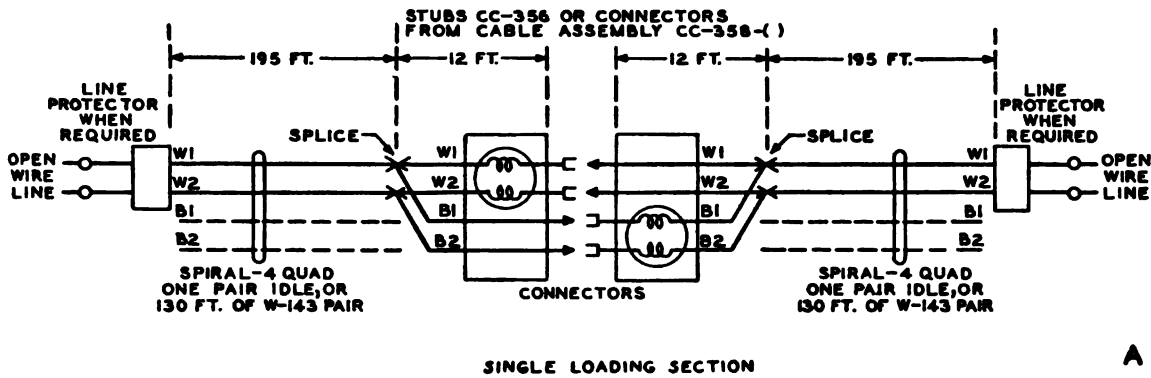 STUBS CC-356 OR CONNECTORS
FROM CABLE ASSEMBLY CC-358-( )
195 FT.
12 FT.
12 FT.
195 FT.
LINE
PROTECTOR
WHEN
REQUIRED
SPLICE
SPLICE
LINE
PROTECTOR
WHEN
REQUIRED
OPEN
WIRE
LINE
W1
W2
B1
B2
W1
W2
B1
B2
W1
W2
B1
B2
W1
W2
B1
B2
OPEN
WIRE
LINE
SPIRAL-4 QUAD
ONE PAIR IDLE, OR
130 FT. OF W-143 PAIR
CONNECTORS
SPIRAL-4 QUAD
ONE PAIR IDLE, OR
130 FT. OF W-143 PAIR
SINGLE LOADING SECTION
A